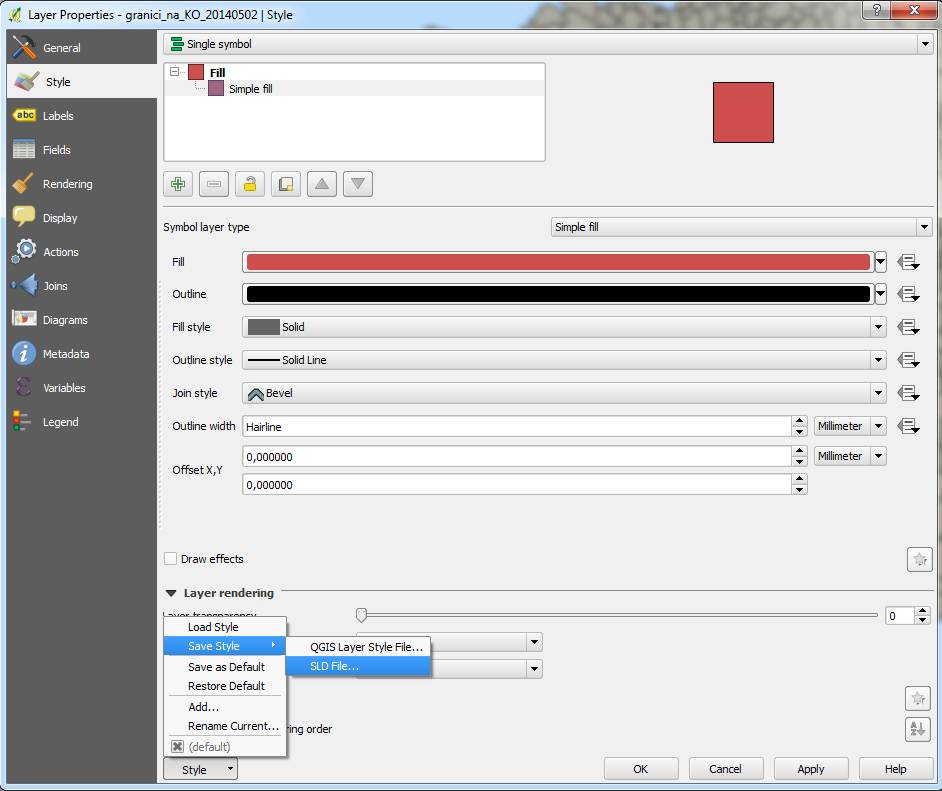 Layer Properties - granici_na_KO_20140502 | Style
General
Style
abc
Labels
Fields
Rendering
Display
Actions
Joins
Diagrams
Metadata
Variables
Legend
Single symbol
Fill
Simple fill
Symbol layer type
Simple fill
Fill
Outline
Fill style
Solid
Outline style
Solid Line
Join style
Bevel
Outline width
Hairline
Millimeter
Offset X,Y
0,000000
Millimeter
0,000000
Draw effects
Layer rendering
Layer transparency
0
Load Style
Save Style
QGIS Layer Style File...
SLD File...
Save as Default
Restore Default
Add...
Rename Current...
order
(default)
Style
OK
Cancel
Apply
Help